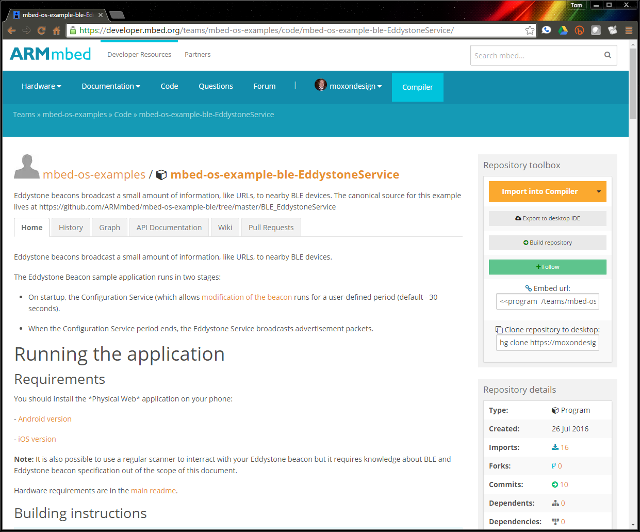 mbed-os-example-ble-Ed
Tom
https://developer.mbed.org/teams/mbed-os-examples/code/mbed-os-example-ble-EddystoneService/
ARMmbed
Developer Resources
Partners
Search mbed...
Hardware
Documentation
Code
Questions
Forum
moxondesign
Compiler
Teams » mbed-os-examples » Code » mbed-os-example-ble-EddystoneService
mbed-os-examples / mbed-os-example-ble-EddystoneService
Eddystone beacons broadcast a small amount of information, like URLs, to nearby BLE devices. The canonical source for this example
lives at https://github.com/ARMmbed/mbed-os-example-ble/tree/master/BLE_EddystoneService
Home
History
Graph
API Documentation
Wiki
Pull Requests
Eddystone beacons broadcast a small amount of information, like URLs, to nearby BLE devices.
The Eddystone Beacon sample application runs in two stages:
• On startup, the Configuration Service (which allows modification of the beacon runs for a user-defined period (default - 30
seconds).
• When the Configuration Service period ends, the Eddystone Service broadcasts advertisement packets.
Running the application
Requirements
You should install the *Physical Web* application on your phone:
- Android version
- iOS version
Note: It is also possible to use a regular scanner to interract with your Eddystone beacon but it requires knowledge about BLE and
Eddystone beacon specification out of the scope of this document.
Hardware requirements are in the main readme.
Building instructions
Repository toolbox
Import into Compiler
Export to desktop IDE
Build repository
Follow
Embed url:
<<program /teams/mbed-os
Clone repository to desktop:
hg clone https://moxondesig
Repository details
Type: Program
Created: 26 Jul 2016
Imports: 16
Forks: 0
Commits: 10
Dependents: 0
Dependencies: 0